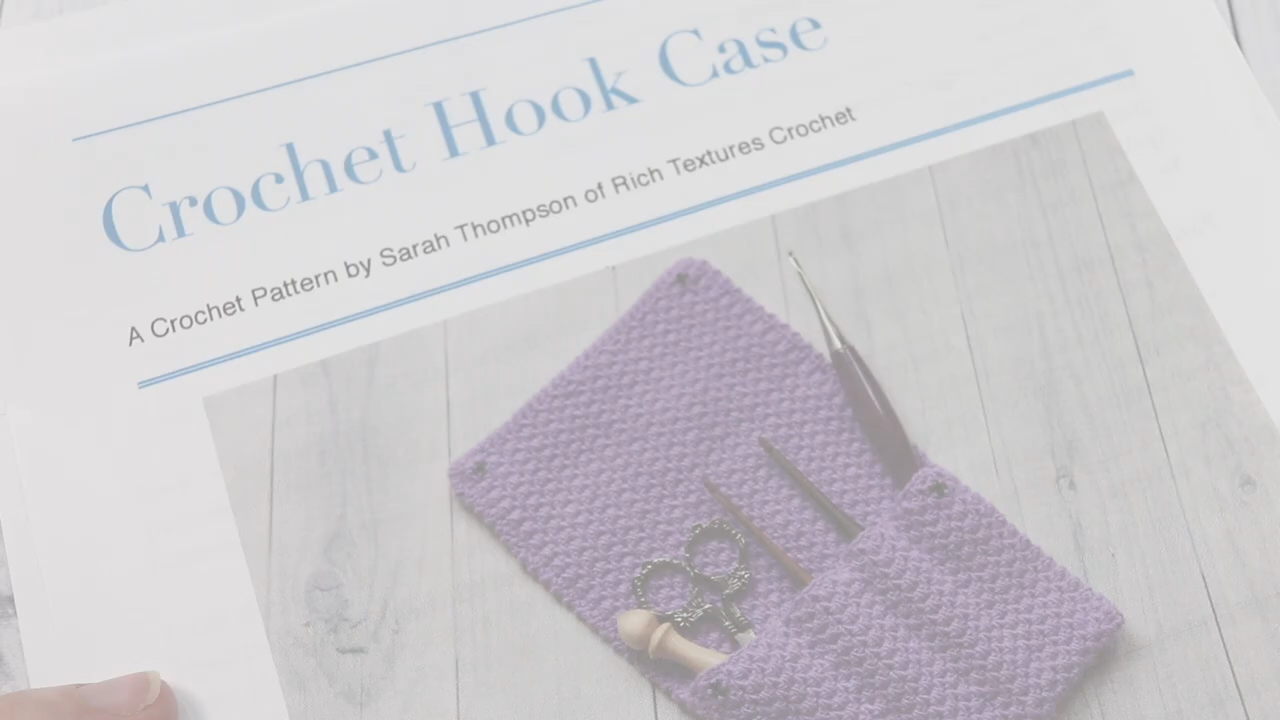 Crochet Hook Case
A Crochet Pattern by Sarah Thompson of Rich Textures Crochet